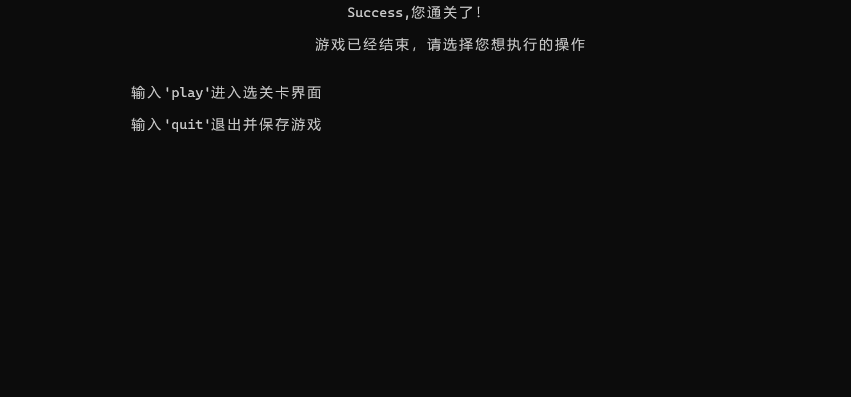 Success,您通关了!
游戏已经结束, 请选择您想执行的操作
输入'play'进入选关卡界面
输入'quit'退出并保存游戏